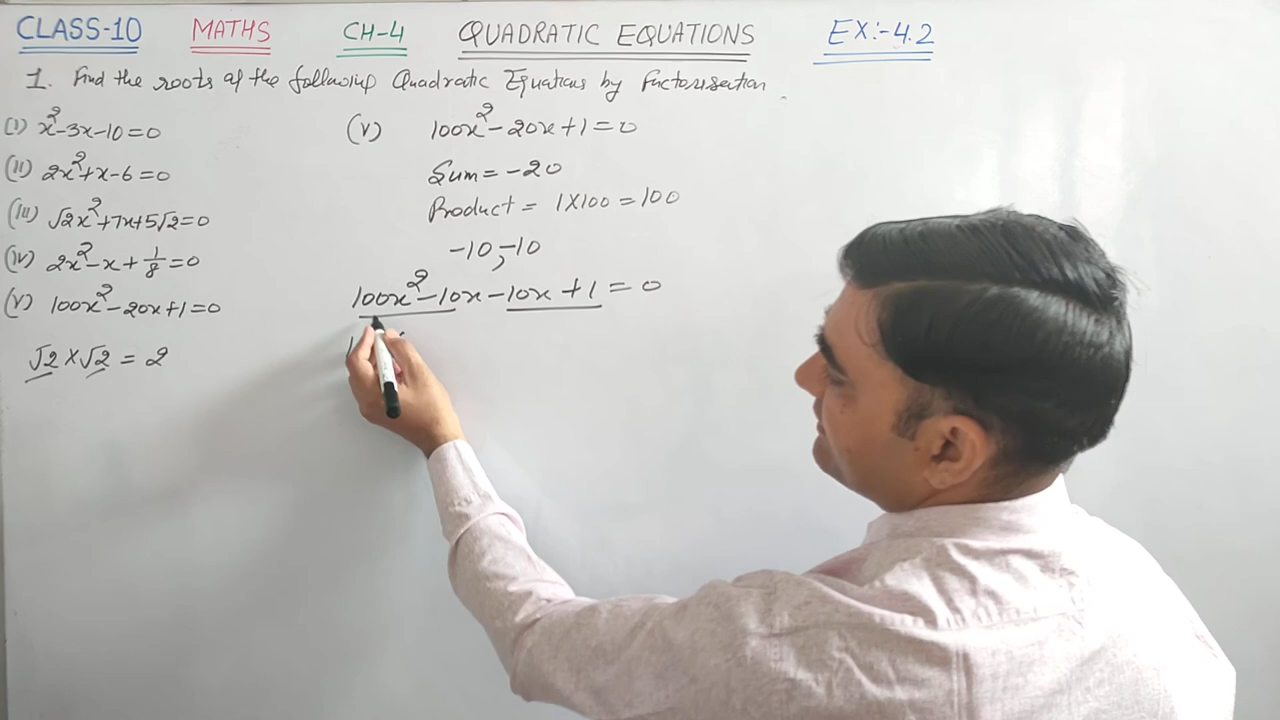 CLASS-10 MATHS CH-4 QUADRATIC EQUATIONS EX:-4.2
1. Find the roots of the following Quadratic Equations by Factorisation.
(i) x²-3x-10=0
(ii) 2x²+x-6=0
(iii) √2x²+7x+5√2=0
(iv) 2x²-x+1/8=0
(v) 100x²-20x+1=0
√2×√2=2
(v) 100x²-20x+1=0
Sum=-20
Product=1×100=100
-10,-10
100x²-10x-10x+1=0